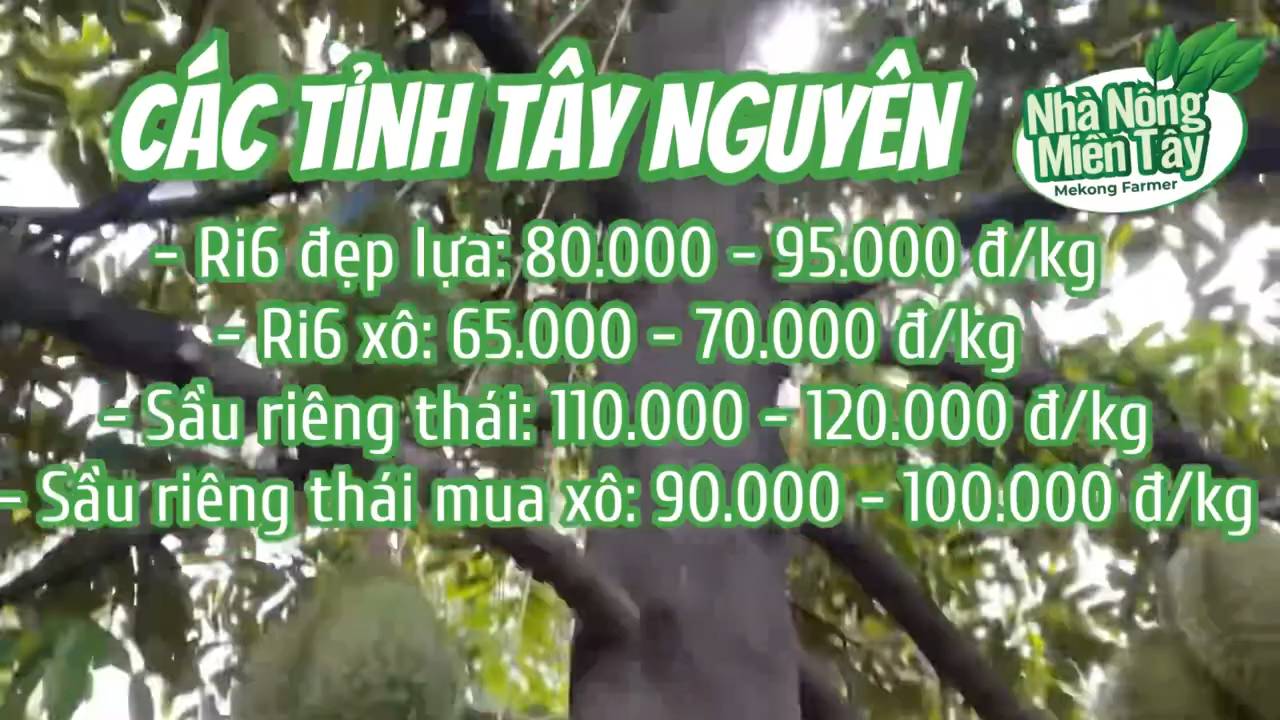 CÁC TỈNH TÂY NGUYÊN
Nhà Nông
Miền Tây
Mekong Farmer
- Ri6 đẹp lựa: 80.000 - 95.000 đ/kg
- Ri6 xô: 65.000 - 70.000 đ/kg
- Sầu riêng thái: 110.000 - 120.000 đ/kg
- Sầu riêng thái mua xô: 90.000 - 100.000 đ/kg